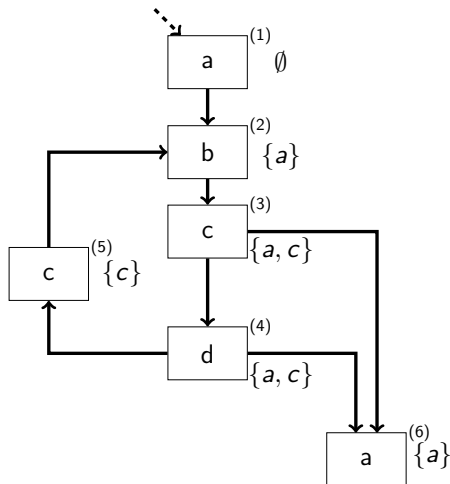 (1)
a ∅
(2)
b {a}
(3)
c {a, c}
(5)
c {c}
(4)
d {a, c}
(6)
a {a}